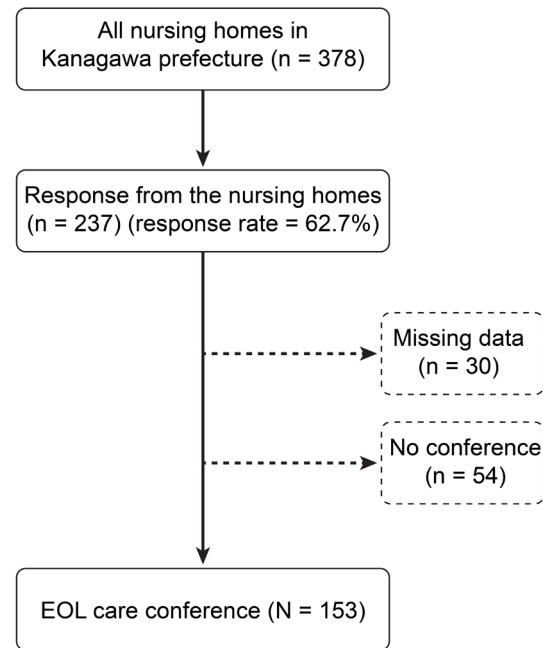 All nursing homes in
Kanagawa prefecture (n = 378)
Response from the nursing homes
(n = 237) (response rate = 62.7%)
Missing data
(n = 30)
No conference
(n = 54)
EOL care conference (N = 153)